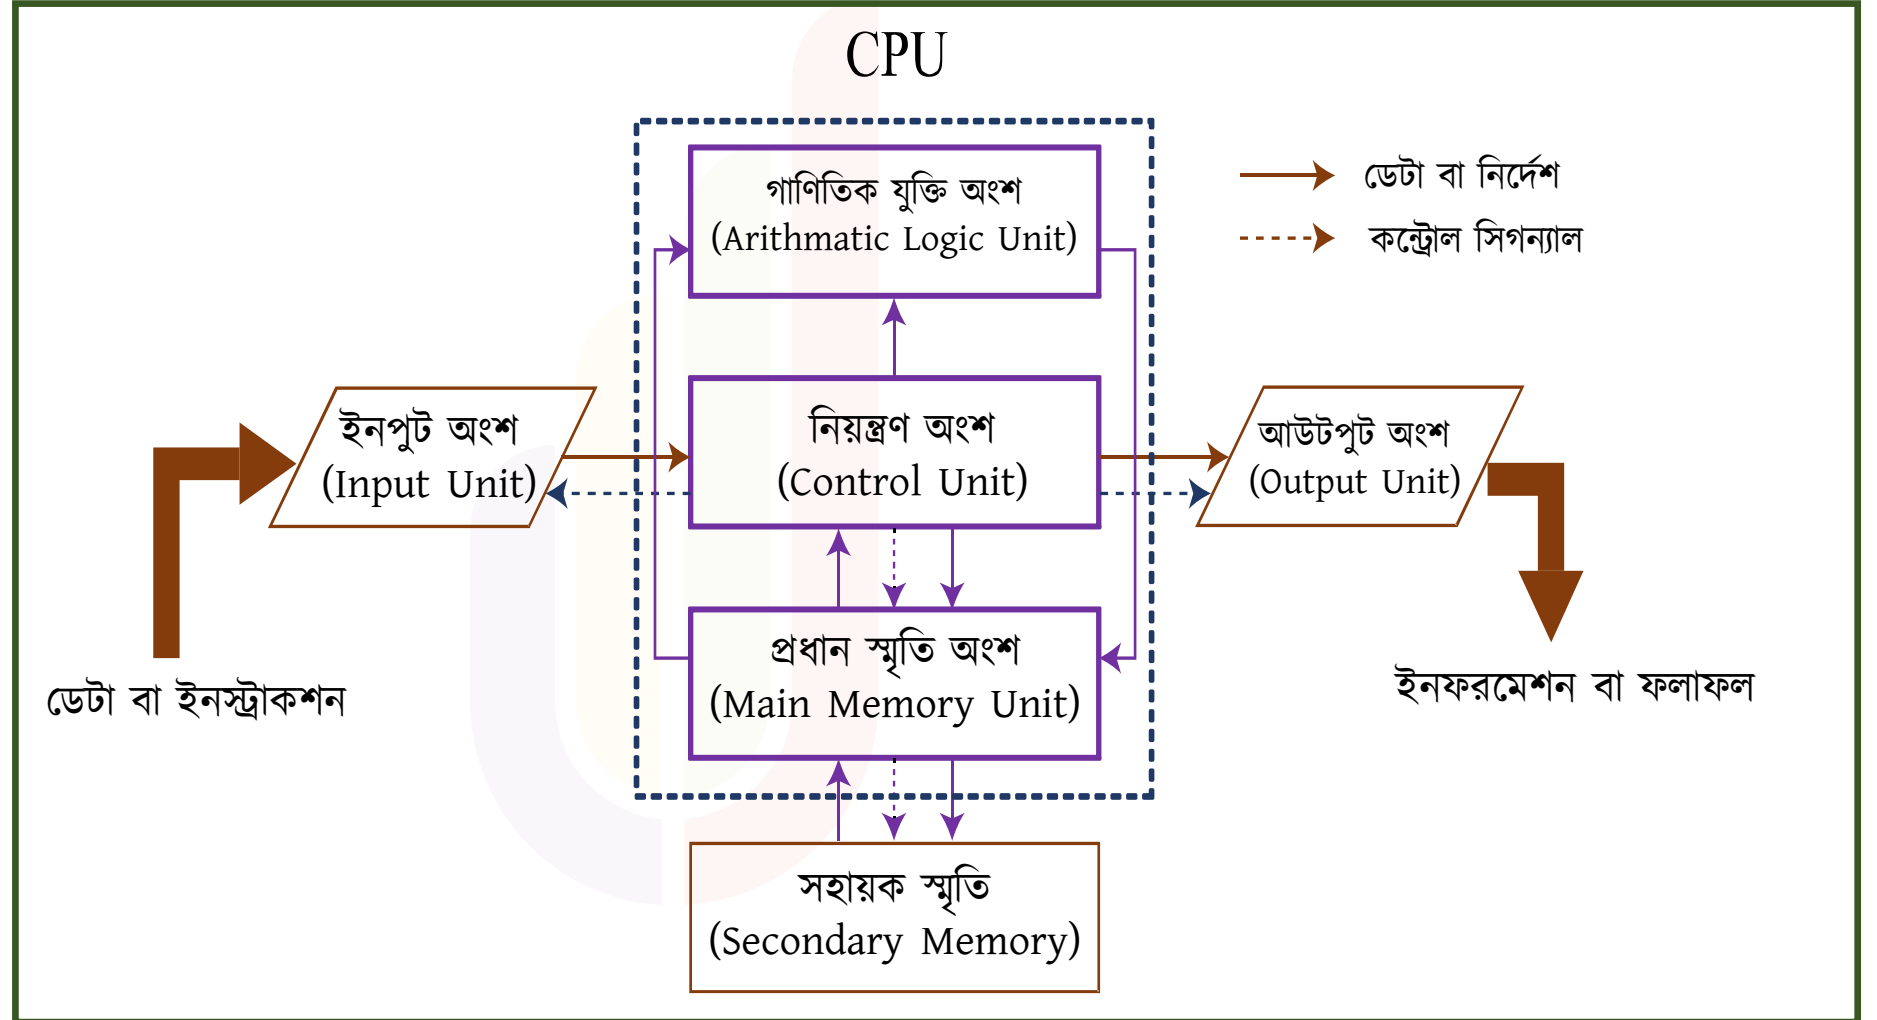 CPU
গাণিতিক যুক্তি অংশ
(Arithmatic Logic Unit)
ডেটা বা নির্দেশ
কন্ট্রোল সিগন্যাল
ইনপুট অংশ
(Input Unit)
নিয়ন্ত্রণ অংশ
(Control Unit)
আউটপুট অংশ
(Output Unit)
প্রধান স্মৃতি অংশ
(Main Memory Unit)
ডেটা বা ইনস্ট্রাকশন
ইনফরমেশন বা ফলাফল
সহায়ক স্মৃতি
(Secondary Memory)